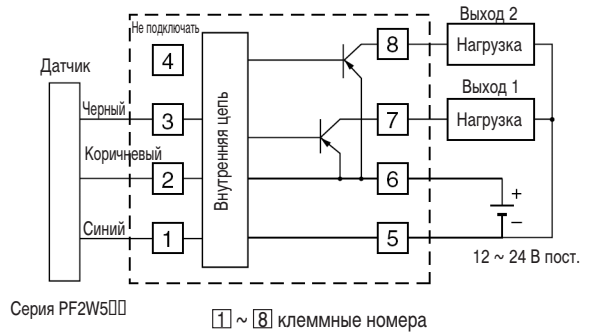 Выход 2
Не подключать
8
Нагрузка
4
Датчик
Выход 1
Черный
3
7
Нагрузка
Внутренняя цепь
Коричневый
2
6
+
Синий
1
5
–
12 ~ 24 В пост.
Серия PF2W5□□
1 ~ 8 клеммные номера